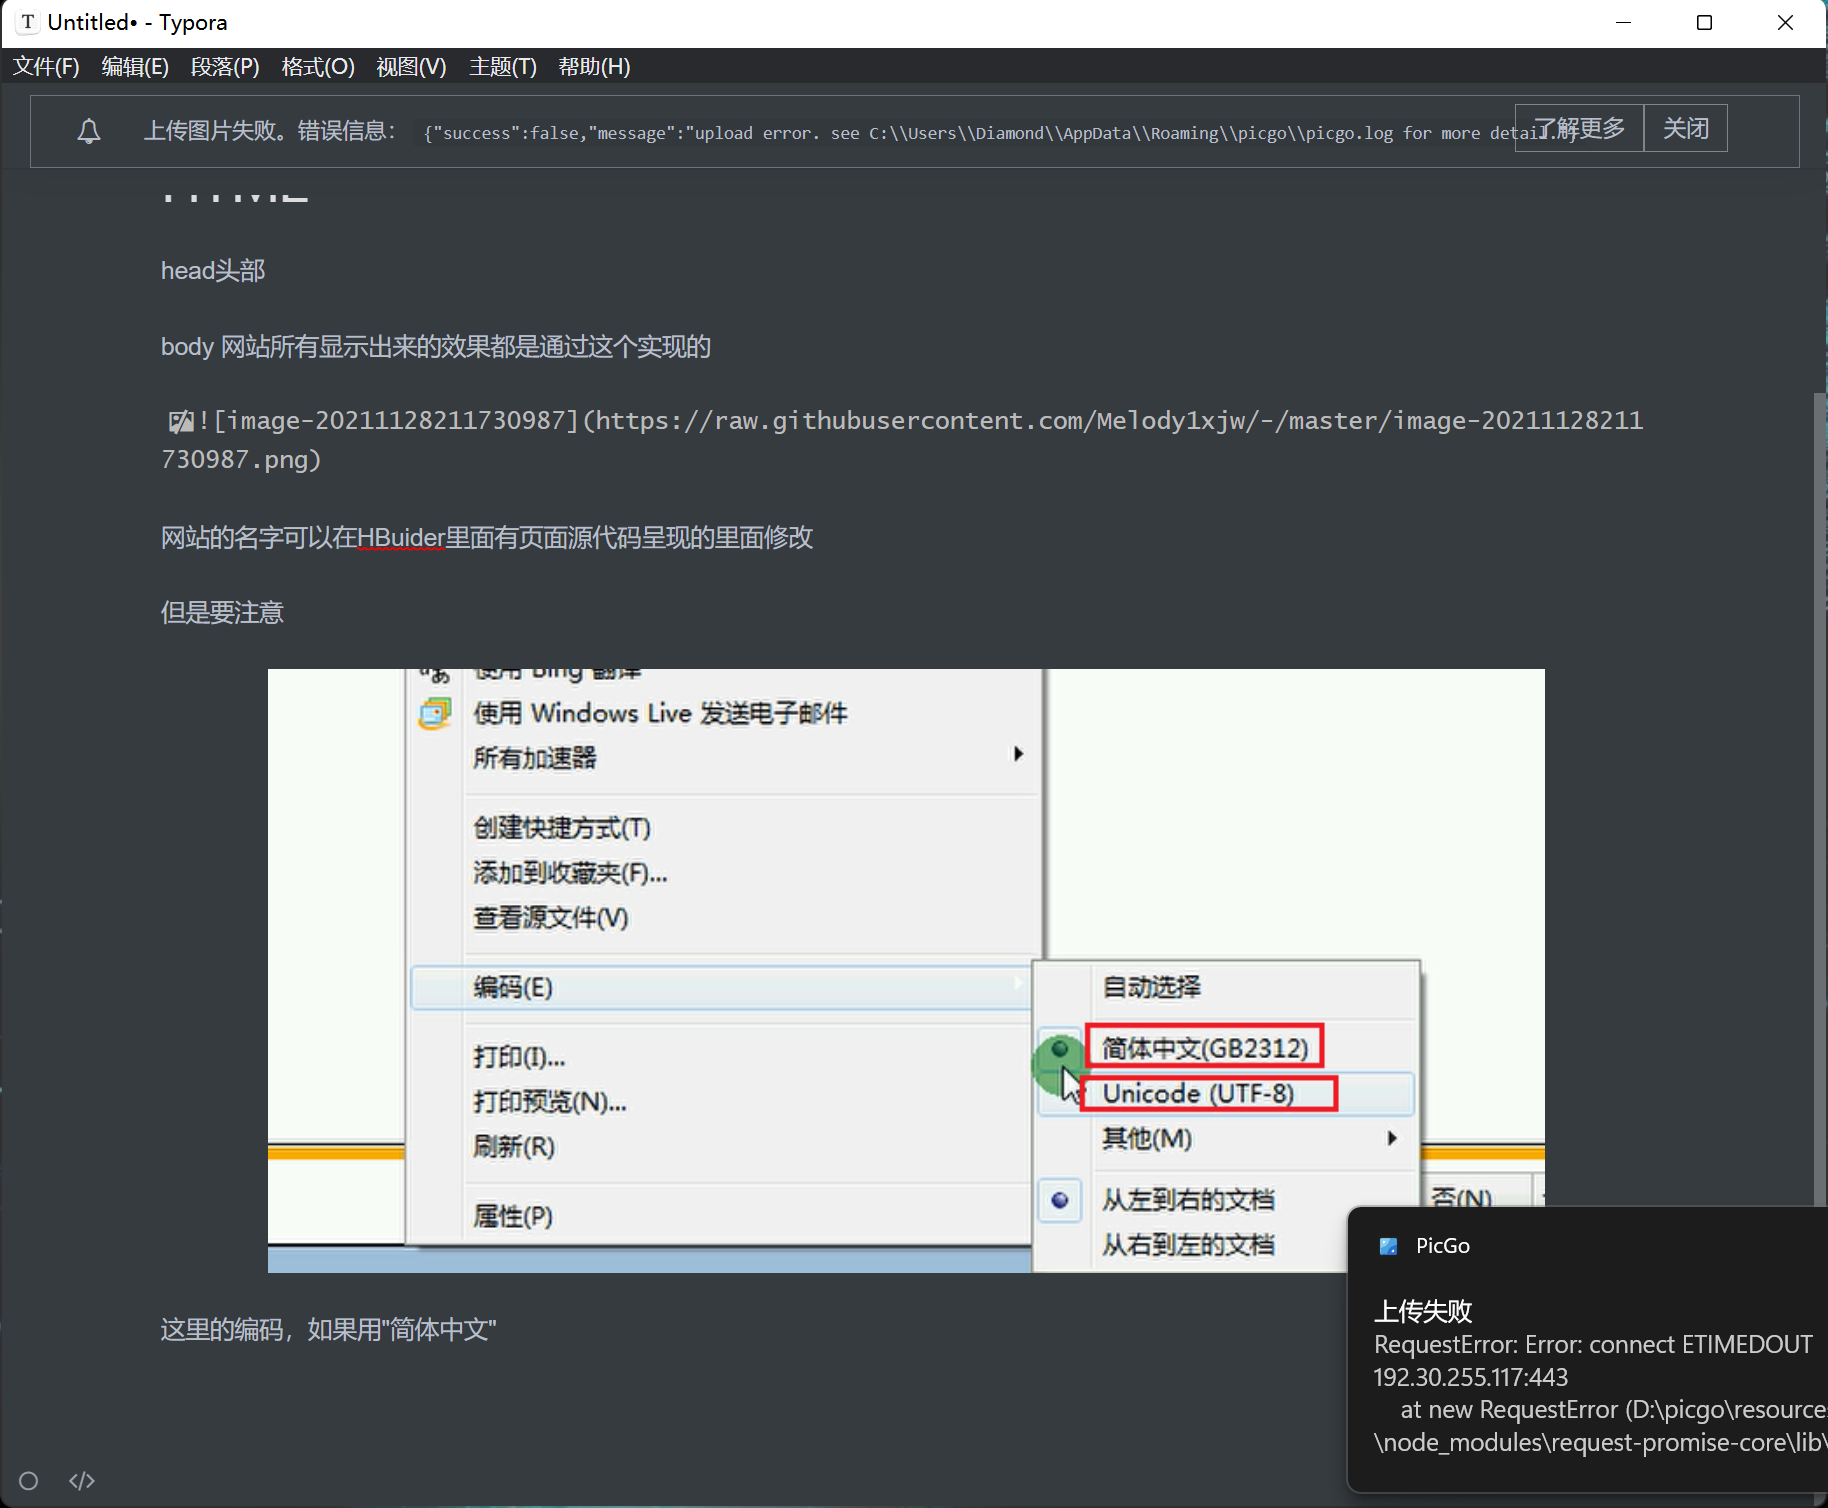 T Untitled• - Typora
文件(F) 编辑(E) 段落(P) 格式(O) 视图(V) 主题(T) 帮助(H)
上传图片失败。错误信息： {"success":false,"message":"upload error. see C:\\Users\\Diamond\\AppData\\Roaming\\picgo\\picgo.log for more detail. 了解更多 关闭
HTML
head头部
body 网站所有显示出来的效果都是通过这个实现的
![image-20211128211730987](https://raw.githubusercontent.com/Melody1xjw/-/master/image-20211128211
730987.png)
网站的名字可以在HBuider里面有页面源代码呈现的里面修改
但是要注意
使用 Bing 翻译
使用 Windows Live 发送电子邮件
所有加速器
创建快捷方式(T)
添加到收藏夹(F)...
查看源文件(V)
编码(E)
自动选择
简体中文(GB2312)
Unicode (UTF-8)
其他(M)
从左到右的文档
从右到左的文档
打印(I)...
打印预览(N)...
刷新(R)
属性(P)
否(N)
这里的编码，如果用"简体中文"
PicGo
上传失败
RequestError: Error: connect ETIMEDOUT
192.30.255.117:443
at new RequestError (D:\picgo\resource
\node_modules\request-promise-core\lib\